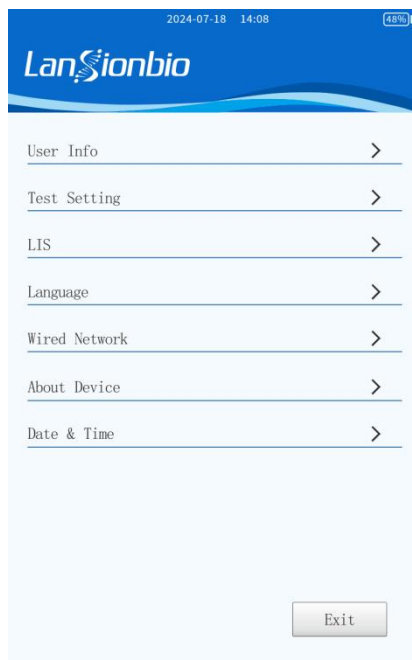 2024-07-18 14:08 48%
Lansionbio
User Info
Test Setting
LIS
Language
Wired Network
About Device
Date & Time
Exit